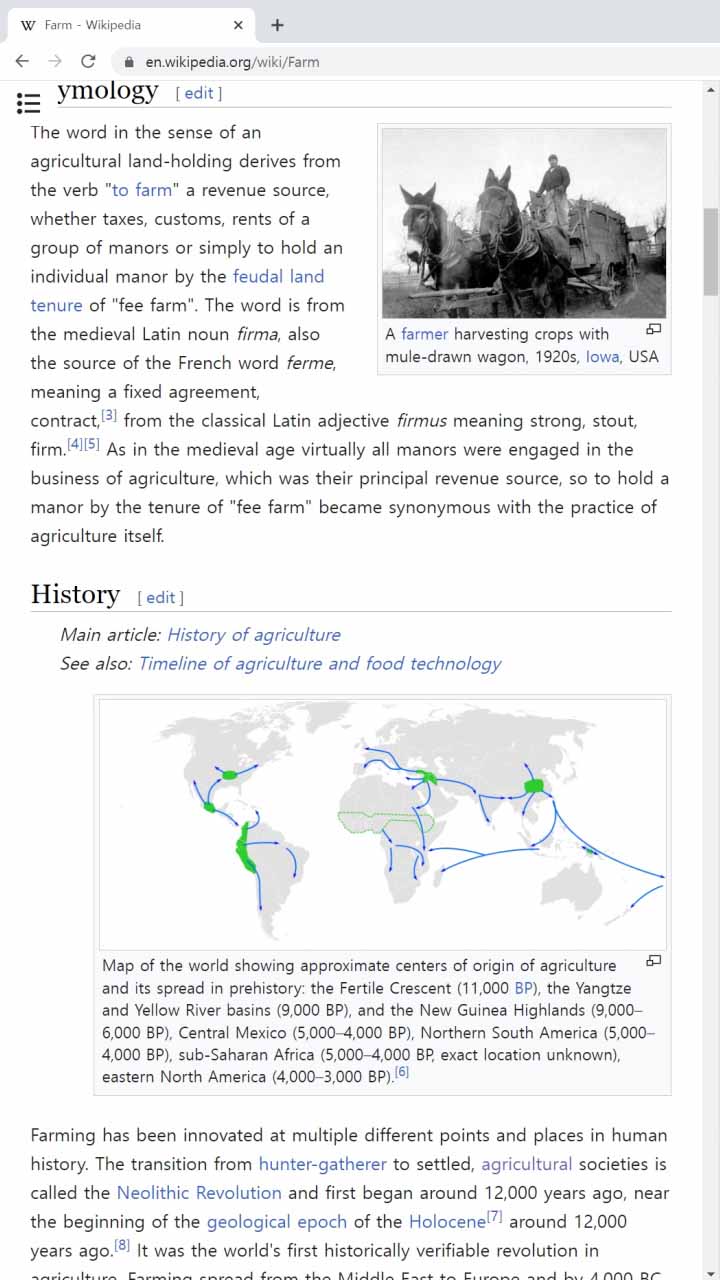 W Farm - Wikipedia × +
en.wikipedia.org/wiki/Farm
ymology [ edit ]
The word in the sense of an
agricultural land-holding derives from
the verb "to farm" a revenue source,
whether taxes, customs, rents of a
group of manors or simply to hold an
individual manor by the feudal land
tenure of "fee farm". The word is from
the medieval Latin noun firma, also
the source of the French word ferme,
meaning a fixed agreement,
contract,[3] from the classical Latin adjective firmus meaning strong, stout,
firm.[4][5] As in the medieval age virtually all manors were engaged in the
business of agriculture, which was their principal revenue source, so to hold a
manor by the tenure of "fee farm" became synonymous with the practice of
agriculture itself.
A farmer harvesting crops with
mule-drawn wagon, 1920s, Iowa, USA
History [ edit ]
Main article: History of agriculture
See also: Timeline of agriculture and food technology
Map of the world showing approximate centers of origin of agriculture
and its spread in prehistory: the Fertile Crescent (11,000 BP), the Yangtze
and Yellow River basins (9,000 BP), and the New Guinea Highlands (9,000–
6,000 BP), Central Mexico (5,000–4,000 BP), Northern South America (5,000–
4,000 BP), sub-Saharan Africa (5,000–4,000 BP, exact location unknown),
eastern North America (4,000–3,000 BP).[6]
Farming has been innovated at multiple different points and places in human
history. The transition from hunter-gatherer to settled, agricultural societies is
called the Neolithic Revolution and first began around 12,000 years ago, near
the beginning of the geological epoch of the Holocene[7] around 12,000
years ago.[8] It was the world's first historically verifiable revolution in
agriculture. Farming spread from the Middle East to Europe and by 4,000 BC